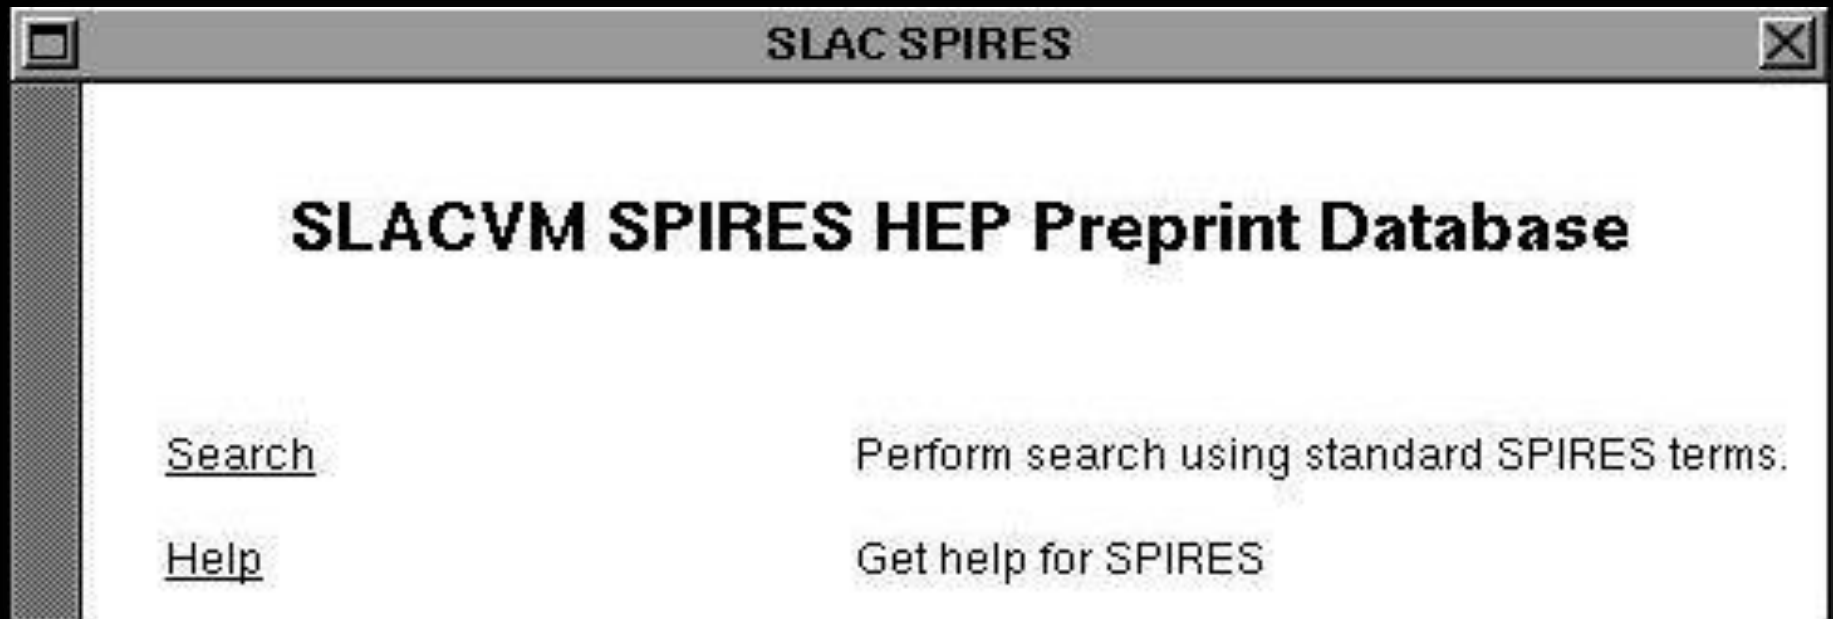 SLAC SPIRES
SLACVM SPIRES HEP Preprint Database
Search Perform search using standard SPIRES terms.
Help Get help for SPIRES